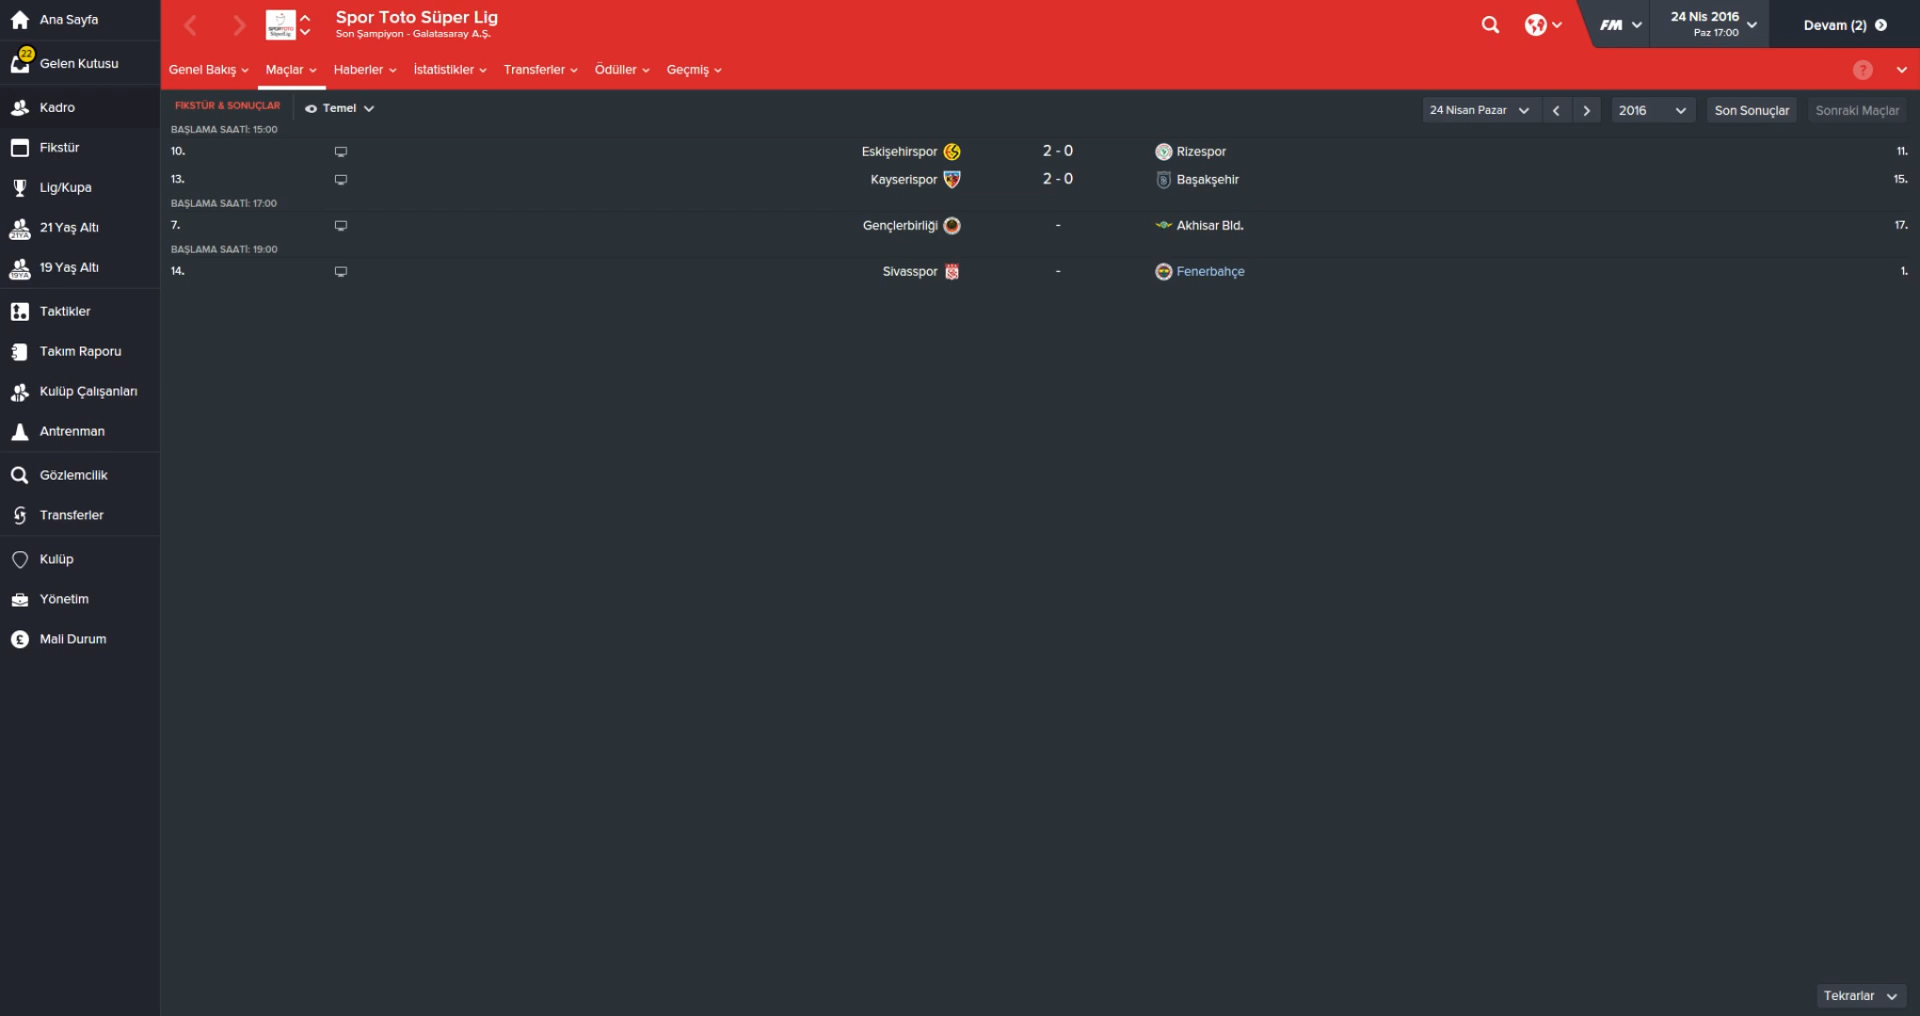 Ana Sayfa
22
Gelen Kutusu
Kadro
Fikstür
Lig/Kupa
21YA
21 Yaş Altı
19YA
19 Yaş Altı
Taktikler
Takım Raporu
Kulüp Çalışanları
Antrenman
Gözlemcilik
Transferler
Kulüp
Yönetim
£
Mali Durum
SPORTOTO
SüperLig
Spor Toto Süper Lig
Son Şampiyon - Galatasaray A.Ş.
FM
24 Nis 2016
Paz 17:00
Devam (2)
Genel Bakış Maçlar Haberler İstatistikler Transferler Ödüller Geçmiş ?
FİKSTÜR & SONUÇLAR Temel 24 Nisan Pazar 2016 Son Sonuçlar Sonraki Maçlar
BAŞLAMA SAATİ: 15:00
10. Eskişehirspor 2 - 0 Rizespor 11.
13. Kayserispor 2 - 0 Başakşehir 15.
BAŞLAMA SAATİ: 17:00
7. Gençlerbirliği - Akhisar Bld. 17.
BAŞLAMA SAATİ: 19:00
14. Sivasspor - Fenerbahçe 1.
Tekrarlar